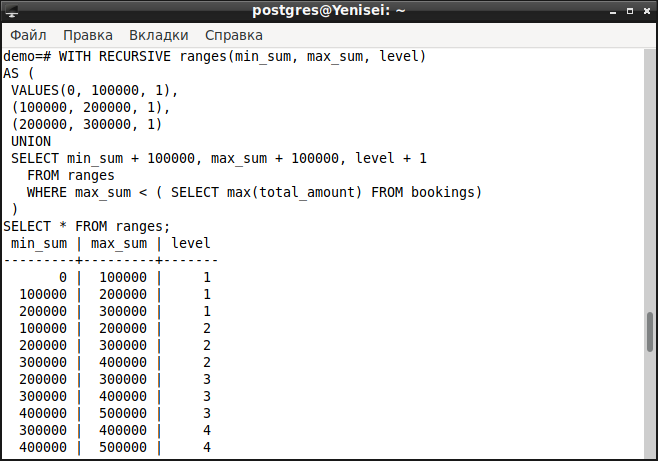 postgres@Yenisei: ~
Файл Правка Вкладки Справка
demo=# WITH RECURSIVE ranges(min_sum, max_sum, level)
AS (
 VALUES(0, 100000, 1),
 (100000, 200000, 1),
 (200000, 300000, 1)
 UNION
 SELECT min_sum + 100000, max_sum + 100000, level + 1
   FROM ranges
   WHERE max_sum < ( SELECT max(total_amount) FROM bookings)
 )
SELECT * FROM ranges;
 min_sum | max_sum | level
---------+---------+-------
       0 |  100000 |     1
  100000 |  200000 |     1
  200000 |  300000 |     1
  100000 |  200000 |     2
  200000 |  300000 |     2
  300000 |  400000 |     2
  200000 |  300000 |     3
  300000 |  400000 |     3
  400000 |  500000 |     3
  300000 |  400000 |     4
  400000 |  500000 |     4